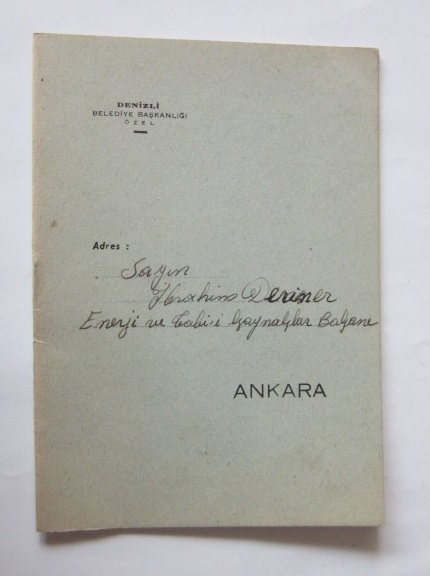 DENİZLİ
BELEDİYE BAŞKANLIĞI
ÖZEL
Adres :
Sayın
İbrahim Deriner
Enerji ve Tabii Kaynaklar Bakanı
ANKARA